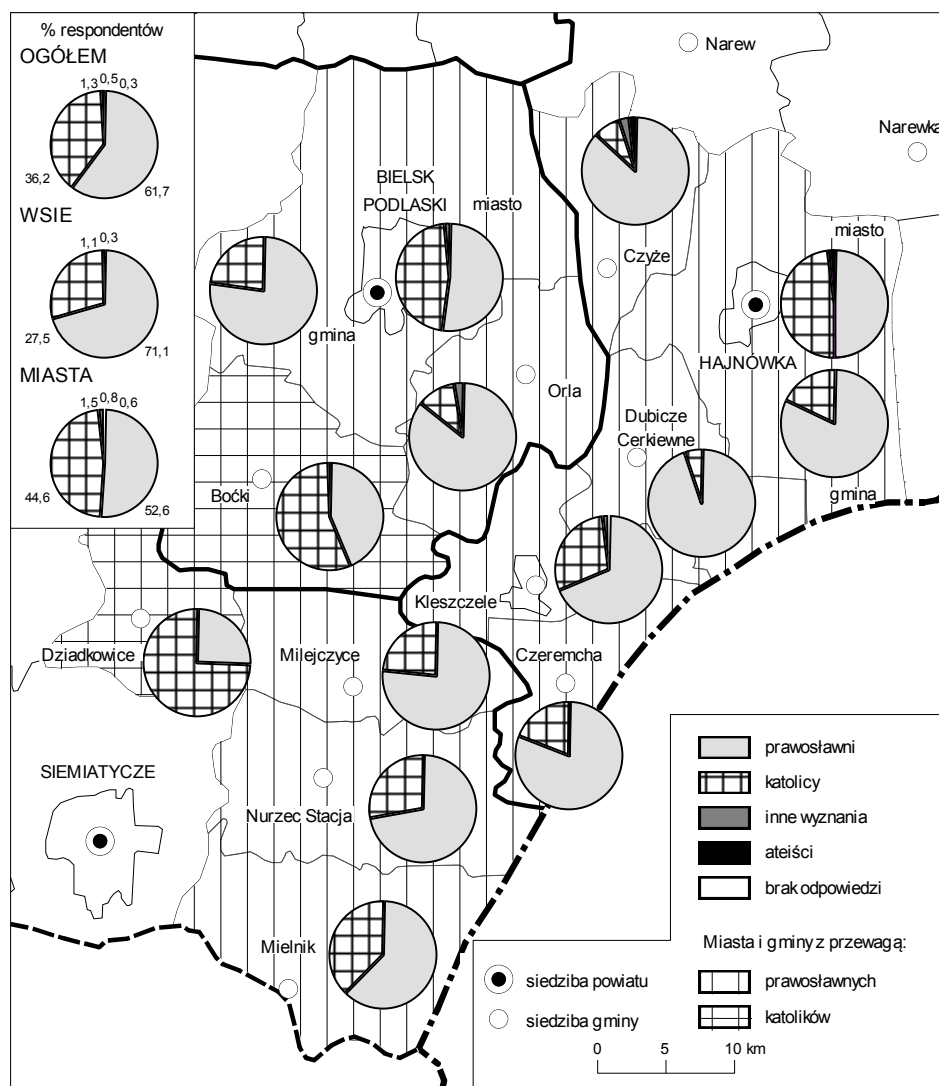 % respondentów
OGÓŁEM
1,3 0,5 0,3
36,2
61,7
WSIE
1,1 0,3
27,5
71,1
MIASTA
1,5 0,8 0,6
44,6
52,6
Narew
Narewka
BIELSK
PODLASKI
miasto
gmina
Czyże
miasto
HAJNÓWKA
gmina
Orla
Dubicze
Cerkiewne
Boćki
Kleszczele
Dziadkowice
Milejczyce
Czeremcha
SIEMIATYCZE
Nurzec Stacja
Mielnik
prawosławni
katolicy
inne wyznania
ateiści
brak odpowiedzi
Miasta i gminy z przewagą:
prawosławnych
katolików
siedziba powiatu
siedziba gminy
0 5 10 km